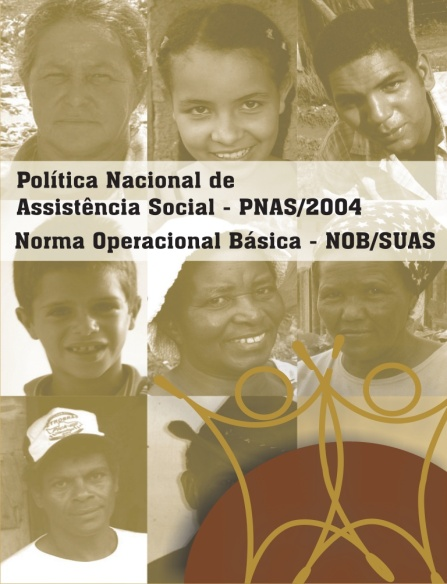 Política Nacional de
Assistência Social - PNAS/2004
Norma Operacional Básica - NOB/SUAS